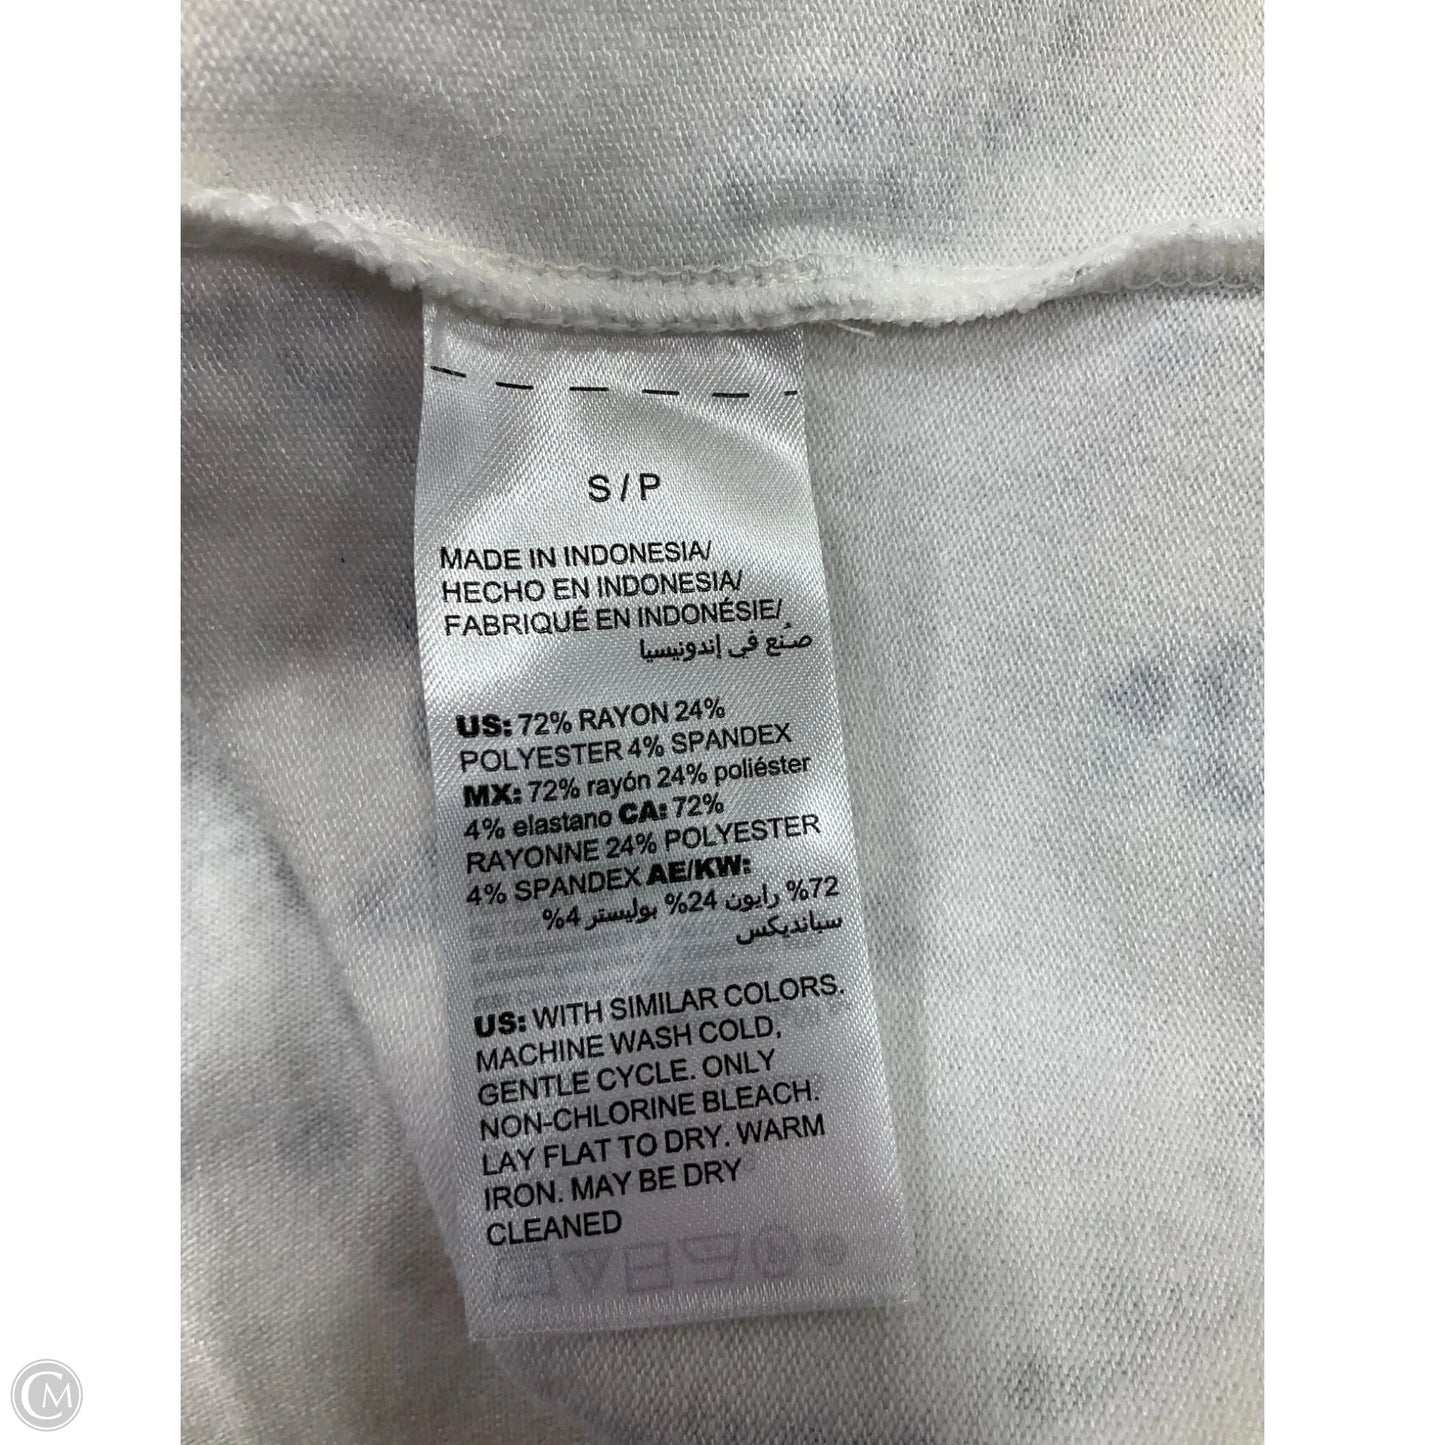 S / P
MADE IN INDONESIA/
HECHO EN INDONESIA/
FABRIQUÉ EN INDONÉSIE/
صُنع في إندونيسيا
US: 72% RAYON 24%
POLYESTER 4% SPANDEX
MX: 72% rayón 24% poliéster
4% elastano CA: 72%
RAYONNE 24% POLYESTER
4% SPANDEX AE/KW:
72% رايون 24% بوليستر 4%
سبانديكس
US: WITH SIMILAR COLORS.
MACHINE WASH COLD,
GENTLE CYCLE. ONLY
NON-CHLORINE BLEACH.
LAY FLAT TO DRY. WARM
IRON. MAY BE DRY
CLEANED
CM